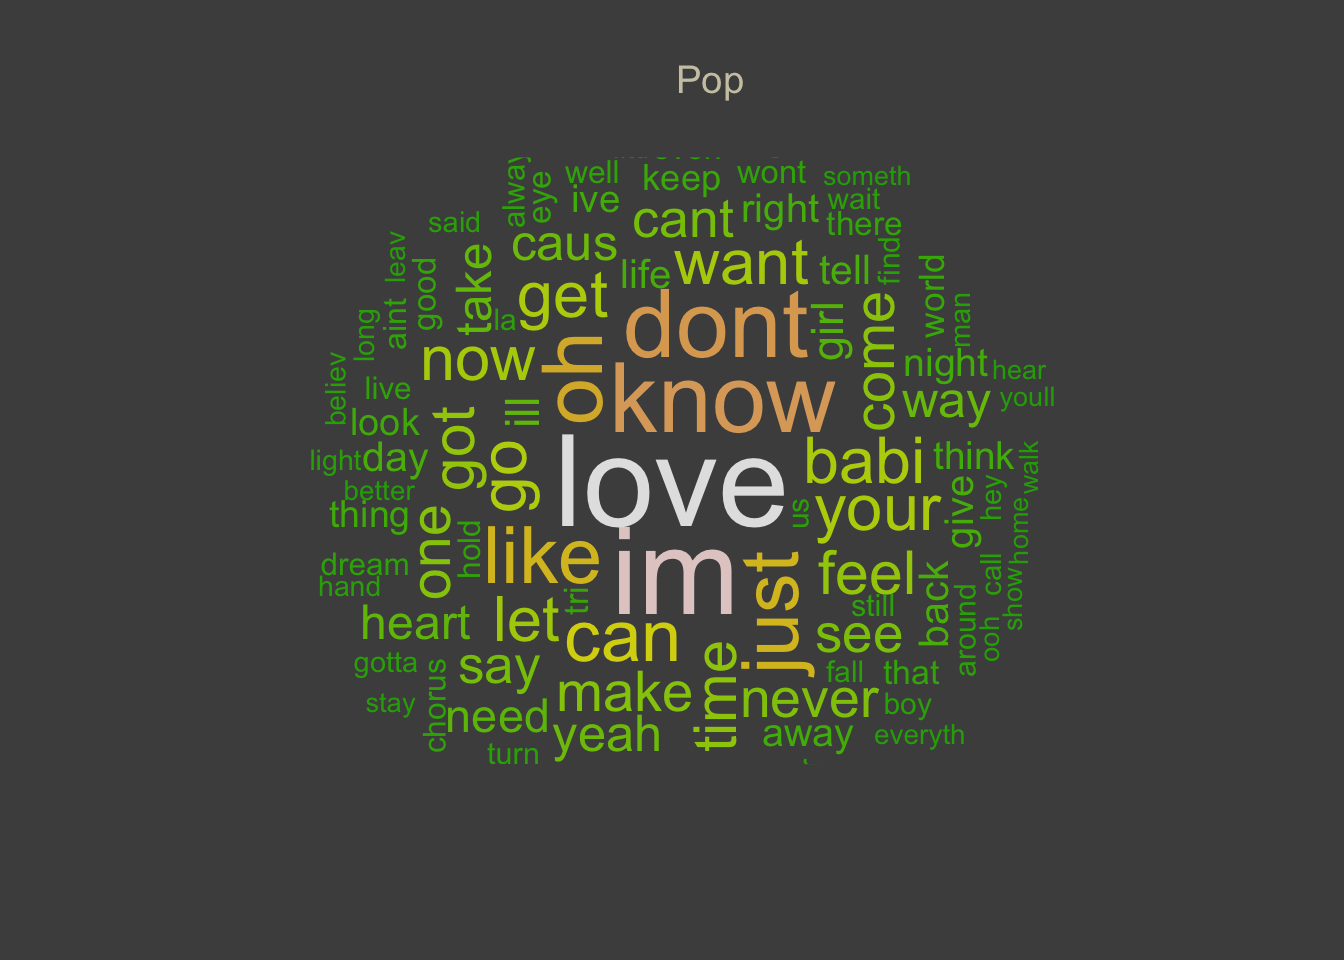 Pop
well
keep
wont
someth
alway
eye
ive
right
wait
said
cant
there
caus
want
tell
find
leav
good
take
life
get
world
la
dont
girl
man
aint
long
now
oh
know
come
night
hear
believ
live
ill
way
youll
look
got
love
babi
think
walk
light
day
go
better
us
your
give
hey
thing
one
hold
like
im
just
feel
home
dream
hand
tri
still
back
call
show
heart
let
can
see
around
ooh
gotta
say
time
fall
that
stay
chorus
make
never
boy
need
yeah
away
everyth
turn